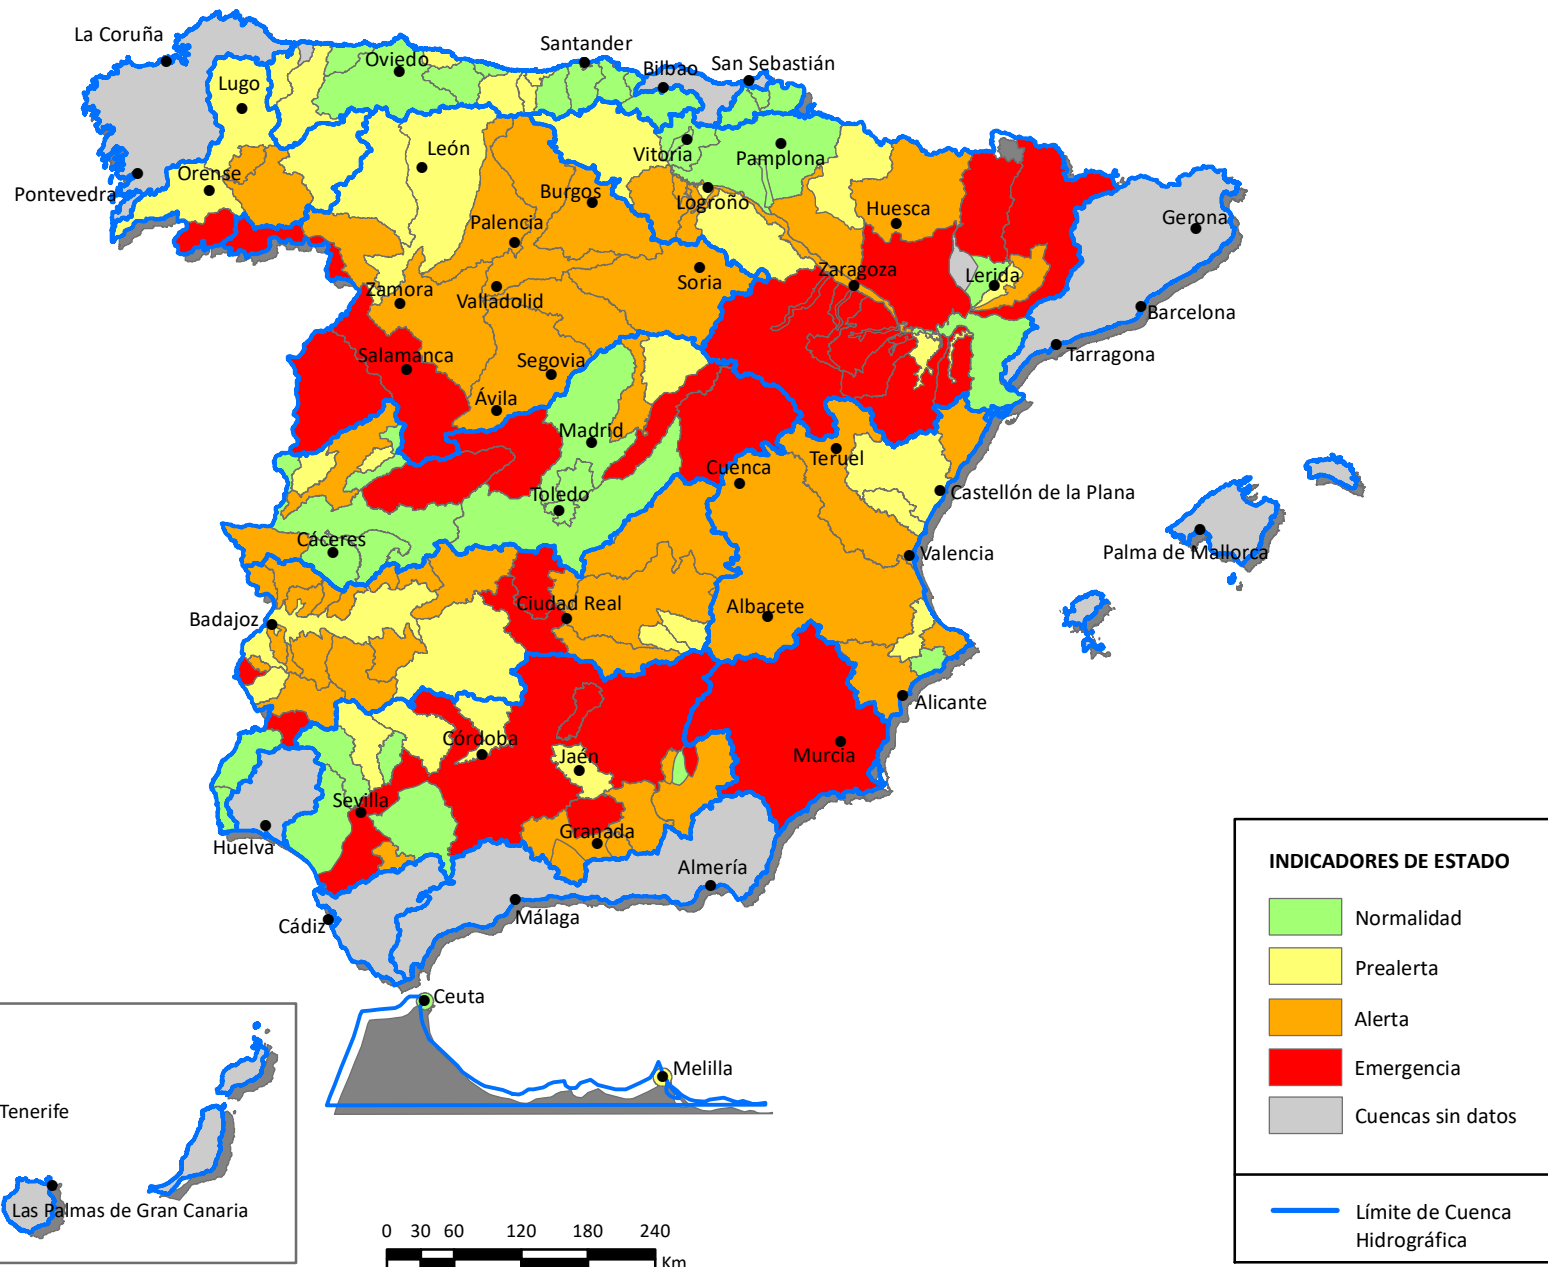 La Coruña
Oviedo
Santander
Bilbao
San Sebastián
Lugo
León
Vitoria
Pamplona
Pontevedra
Orense
Burgos
Logroño
Huesca
Gerona
Palencia
Zamora
Valladolid
Soria
Zaragoza
Lerida
Barcelona
Tarragona
Salamanca
Segovia
Ávila
Madrid
Teruel
Cuenca
Toledo
Castellón de la Plana
Cáceres
Valencia
Palma de Mallorca
Badajoz
Ciudad Real
Albacete
Alicante
Córdoba
Jaén
Murcia
Sevilla
Huelva
Granada
Almería
Cádiz
Málaga
Ceuta
Melilla
Tenerife
Las Palmas de Gran Canaria
0 30 60 120 180 240
Km
INDICADORES DE ESTADO
Normalidad
Prealerta
Alerta
Emergencia
Cuencas sin datos
Límite de Cuenca
Hidrográfica